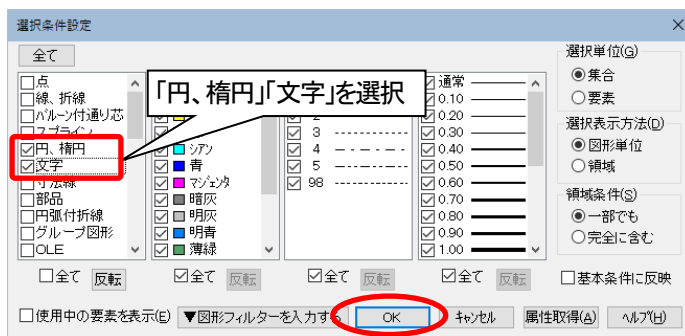 選択条件設定
全て
点
線、折線
バルーン付通り芯
スプライン
円、楕円
文字
寸法線
部品
円弧付折線
グループ図形
OLE
「円、楕円」「文字」を選択
シアン
青
マジェンタ
暗灰
明灰
明青
薄緑
2
3
4
5
98
通常
0.10
0.20
0.30
0.40
0.50
0.60
0.70
0.80
0.90
1.00
選択単位(G)
集合
要素
選択表示方法(D)
図形単位
領域
領域条件(S)
一部でも
完全に含む
全て 反転 全て 反転 全て 反転 全て 反転 基本条件に反映
使用中の要素を表示(E) ▼図形フィルターを入力する OK キャンセル 属性取得(A) ヘルプ(H)